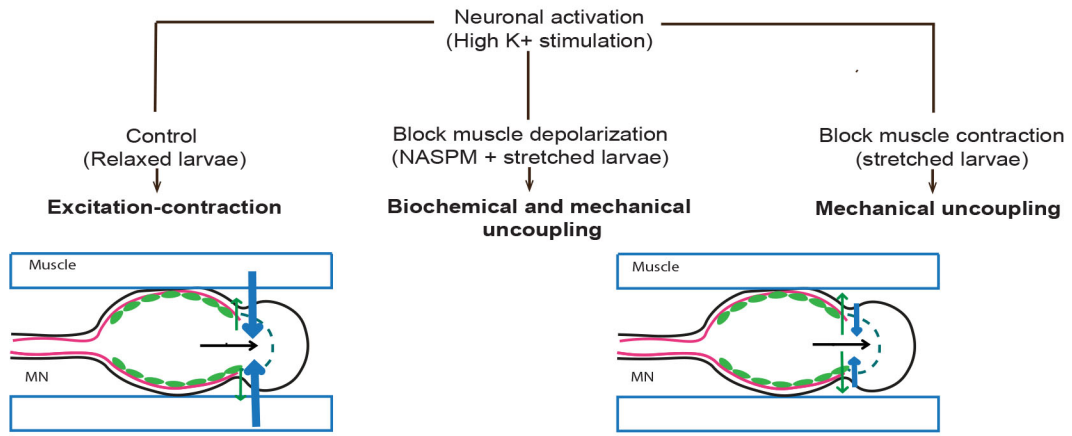 Neuronal activation
(High K+ stimulation)
Control
(Relaxed larvae)
Excitation-contraction
Block muscle depolarization
(NASPM + stretched larvae)
Biochemical and mechanical
uncoupling
Block muscle contraction
(stretched larvae)
Mechanical uncoupling
Muscle
MN
Muscle
MN